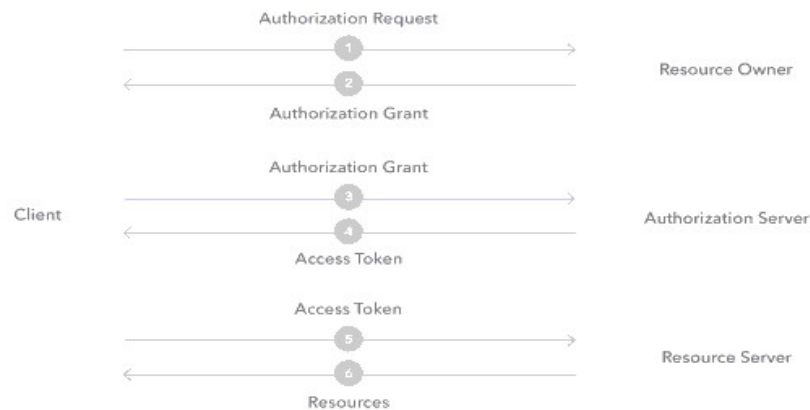 Authorization Request
1
Resource Owner
2
Authorization Grant
Authorization Grant
3
Client
Authorization Server
4
Access Token
Access Token
5
Resource Server
6
Resources